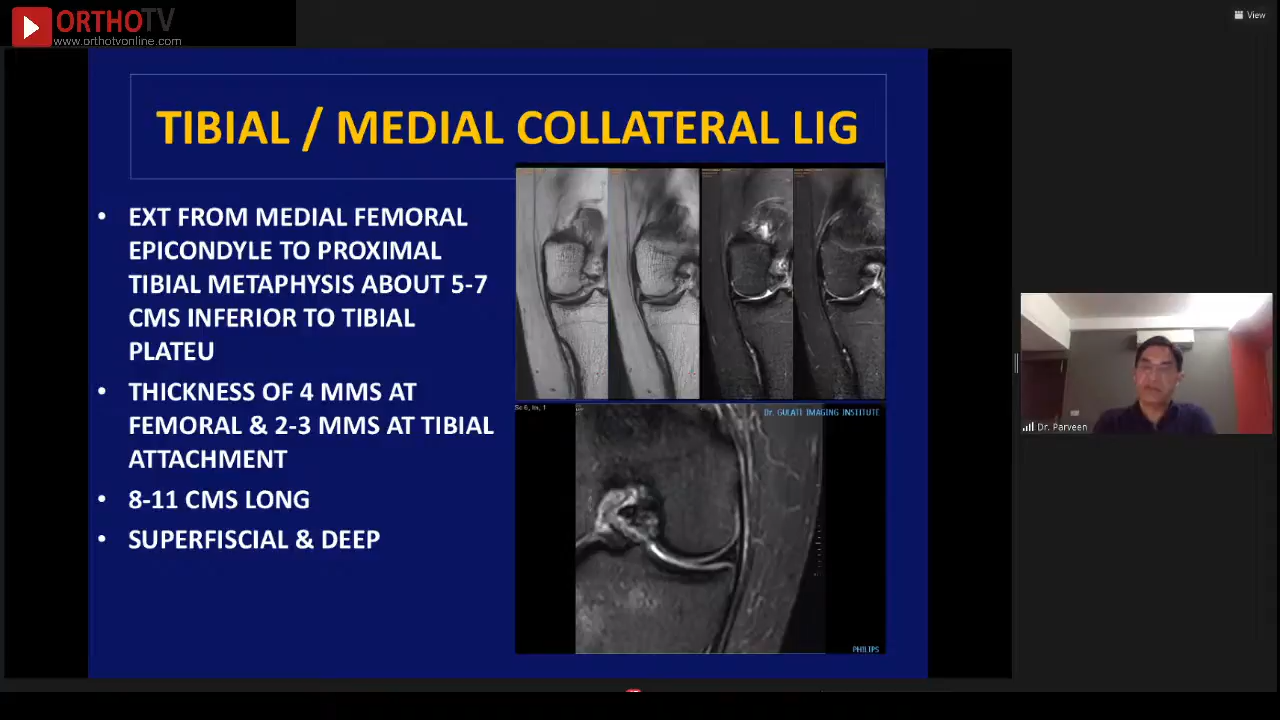 ORTHOTV
www.orthotvonline.com
View
TIBIAL / MEDIAL COLLATERAL LIG
• EXT FROM MEDIAL FEMORAL
EPICONDYLE TO PROXIMAL
TIBIAL METAPHYSIS ABOUT 5-7
CMS INFERIOR TO TIBIAL
PLATEU
• THICKNESS OF 4 MMS AT
FEMORAL & 2-3 MMS AT TIBIAL
ATTACHMENT
• 8-11 CMS LONG
• SUPERFISCIAL & DEEP
Dr. GULATI IMAGING INSTITUTE
PHILIPS
Dr. Parveen